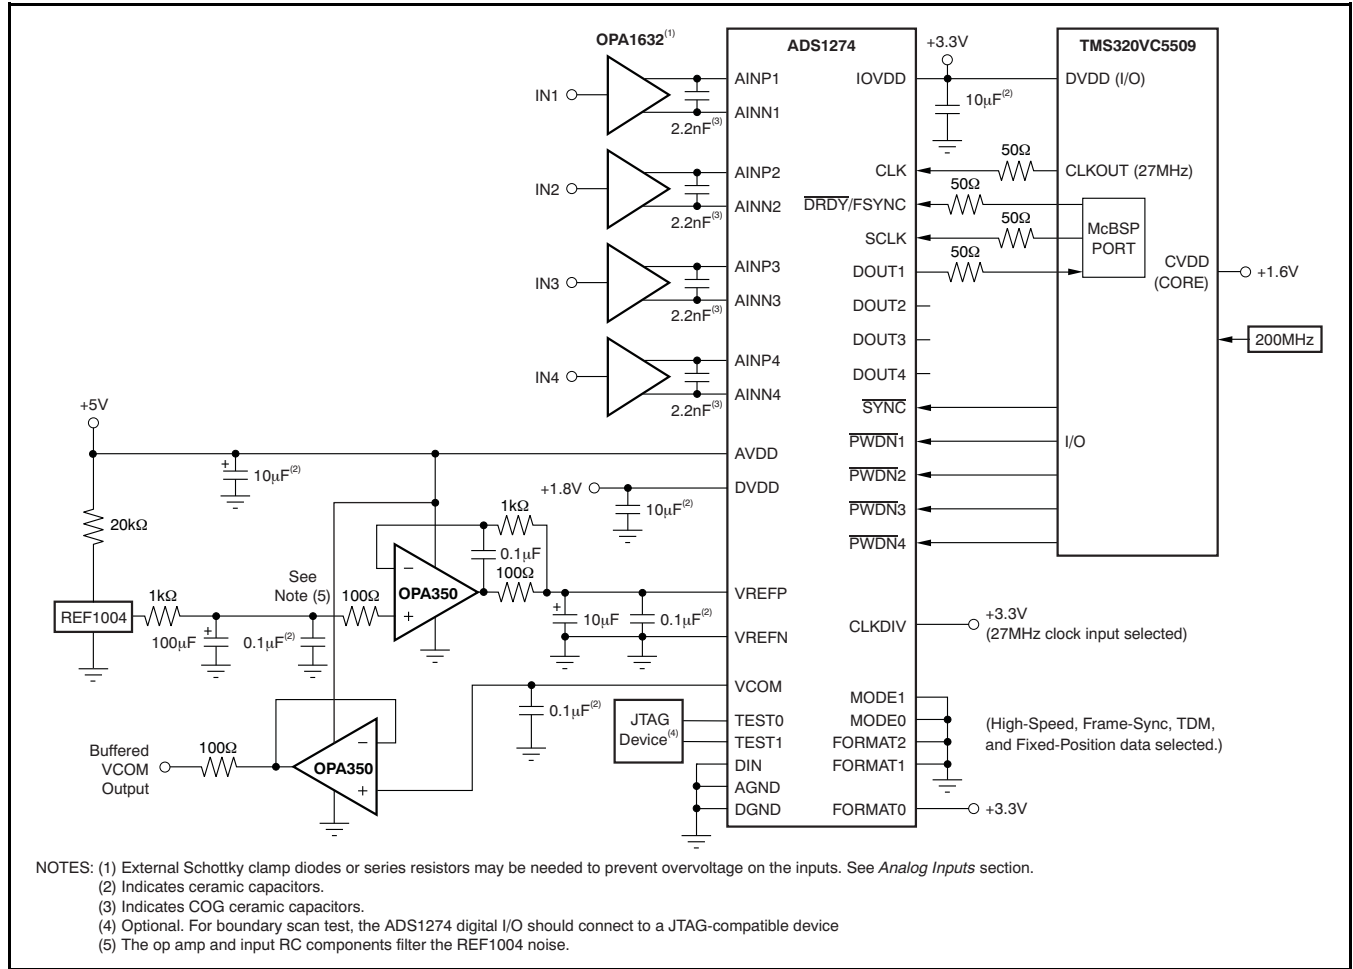 OPA1632(1)
ADS1274
+3.3V
TMS320VC5509
IN1
AINP1
AINN1
2.2nF(3)
IOVDD
10μF(2)
DVDD (I/O)
IN2
AINP2
AINN2
2.2nF(3)
CLK
50Ω
CLKOUT (27MHz)
DRDY/FSYNC
50Ω
SCLK
50Ω
McBSP
PORT
IN3
AINP3
AINN3
2.2nF(3)
DOUT1
50Ω
CVDD
(CORE)
+1.6V
DOUT2
DOUT3
200MHz
IN4
AINP4
AINN4
2.2nF(3)
DOUT4
SYNC
PWDN1
I/O
PWDN2
PWDN3
PWDN4
+5V
10μF(2)
AVDD
+1.8V
DVDD
10μF(2)
20kΩ
1kΩ
0.1μF
100Ω
OPA350
−
+
REF1004
1kΩ
See
Note (5)
100Ω
100μF
0.1μF(2)
+
+
+
10μF
0.1μF(2)
VREFP
VREFN
CLKDIV
+3.3V
(27MHz clock input selected)
VCOM
0.1μF(2)
JTAG
Device(4)
TEST0
TEST1
DIN
AGND
DGND
MODE1
MODE0
FORMAT2
FORMAT1
FORMAT0
(High-Speed, Frame-Sync, TDM,
and Fixed-Position data selected.)
+3.3V
Buffered
VCOM
Output
100Ω
OPA350
−
+
NOTES: (1) External Schottky clamp diodes or series resistors may be needed to prevent overvoltage on the inputs. See Analog Inputs section.
(2) Indicates ceramic capacitors.
(3) Indicates COG ceramic capacitors.
(4) Optional. For boundary scan test, the ADS1274 digital I/O should connect to a JTAG-compatible device
(5) The op amp and input RC components filter the REF1004 noise.